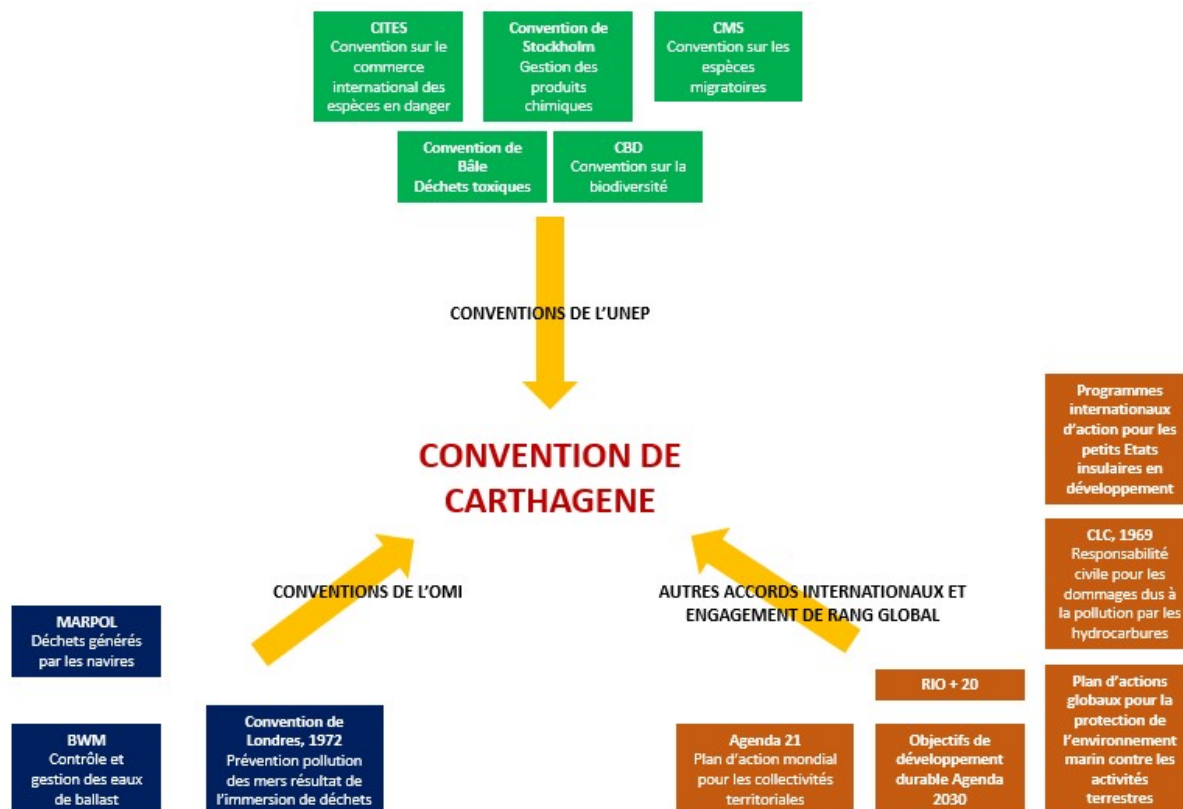 CITES
Convention sur le
commerce
international des
espèces en danger
Convention de
Stockholm
Gestion des
produits
chimiques
CMS
Convention sur les
espèces
migratoires
Convention de
Bâle
Déchets toxiques
CBD
Convention sur la
biodiversité
CONVENTIONS DE L'UNEP
CONVENTION DE
CARTHAGENE
CONVENTIONS DE L'OMI
AUTRES ACCORDS INTERNATIONAUX ET
ENGAGEMENT DE RANG GLOBAL
MARPOL
Déchets générés
par les navires
BWM
Contrôle et
gestion des eaux
de ballast
Convention de
Londres, 1972
Prévention pollution
des mers résultat de
l'immersion de déchets
Programmes
internationaux
d'action pour les
petits Etats
insulaires en
développement
CLC, 1969
Responsabilité
civile pour les
dommages dus à
la pollution par les
hydrocarbures
RIO + 20
Agenda 21
Plan d'action mondial
pour les collectivités
territoriales
Objectifs de
développement
durable Agenda
2030
Plan d'actions
globaux pour la
protection de
l'environnement
marin contre les
activités
terrestres